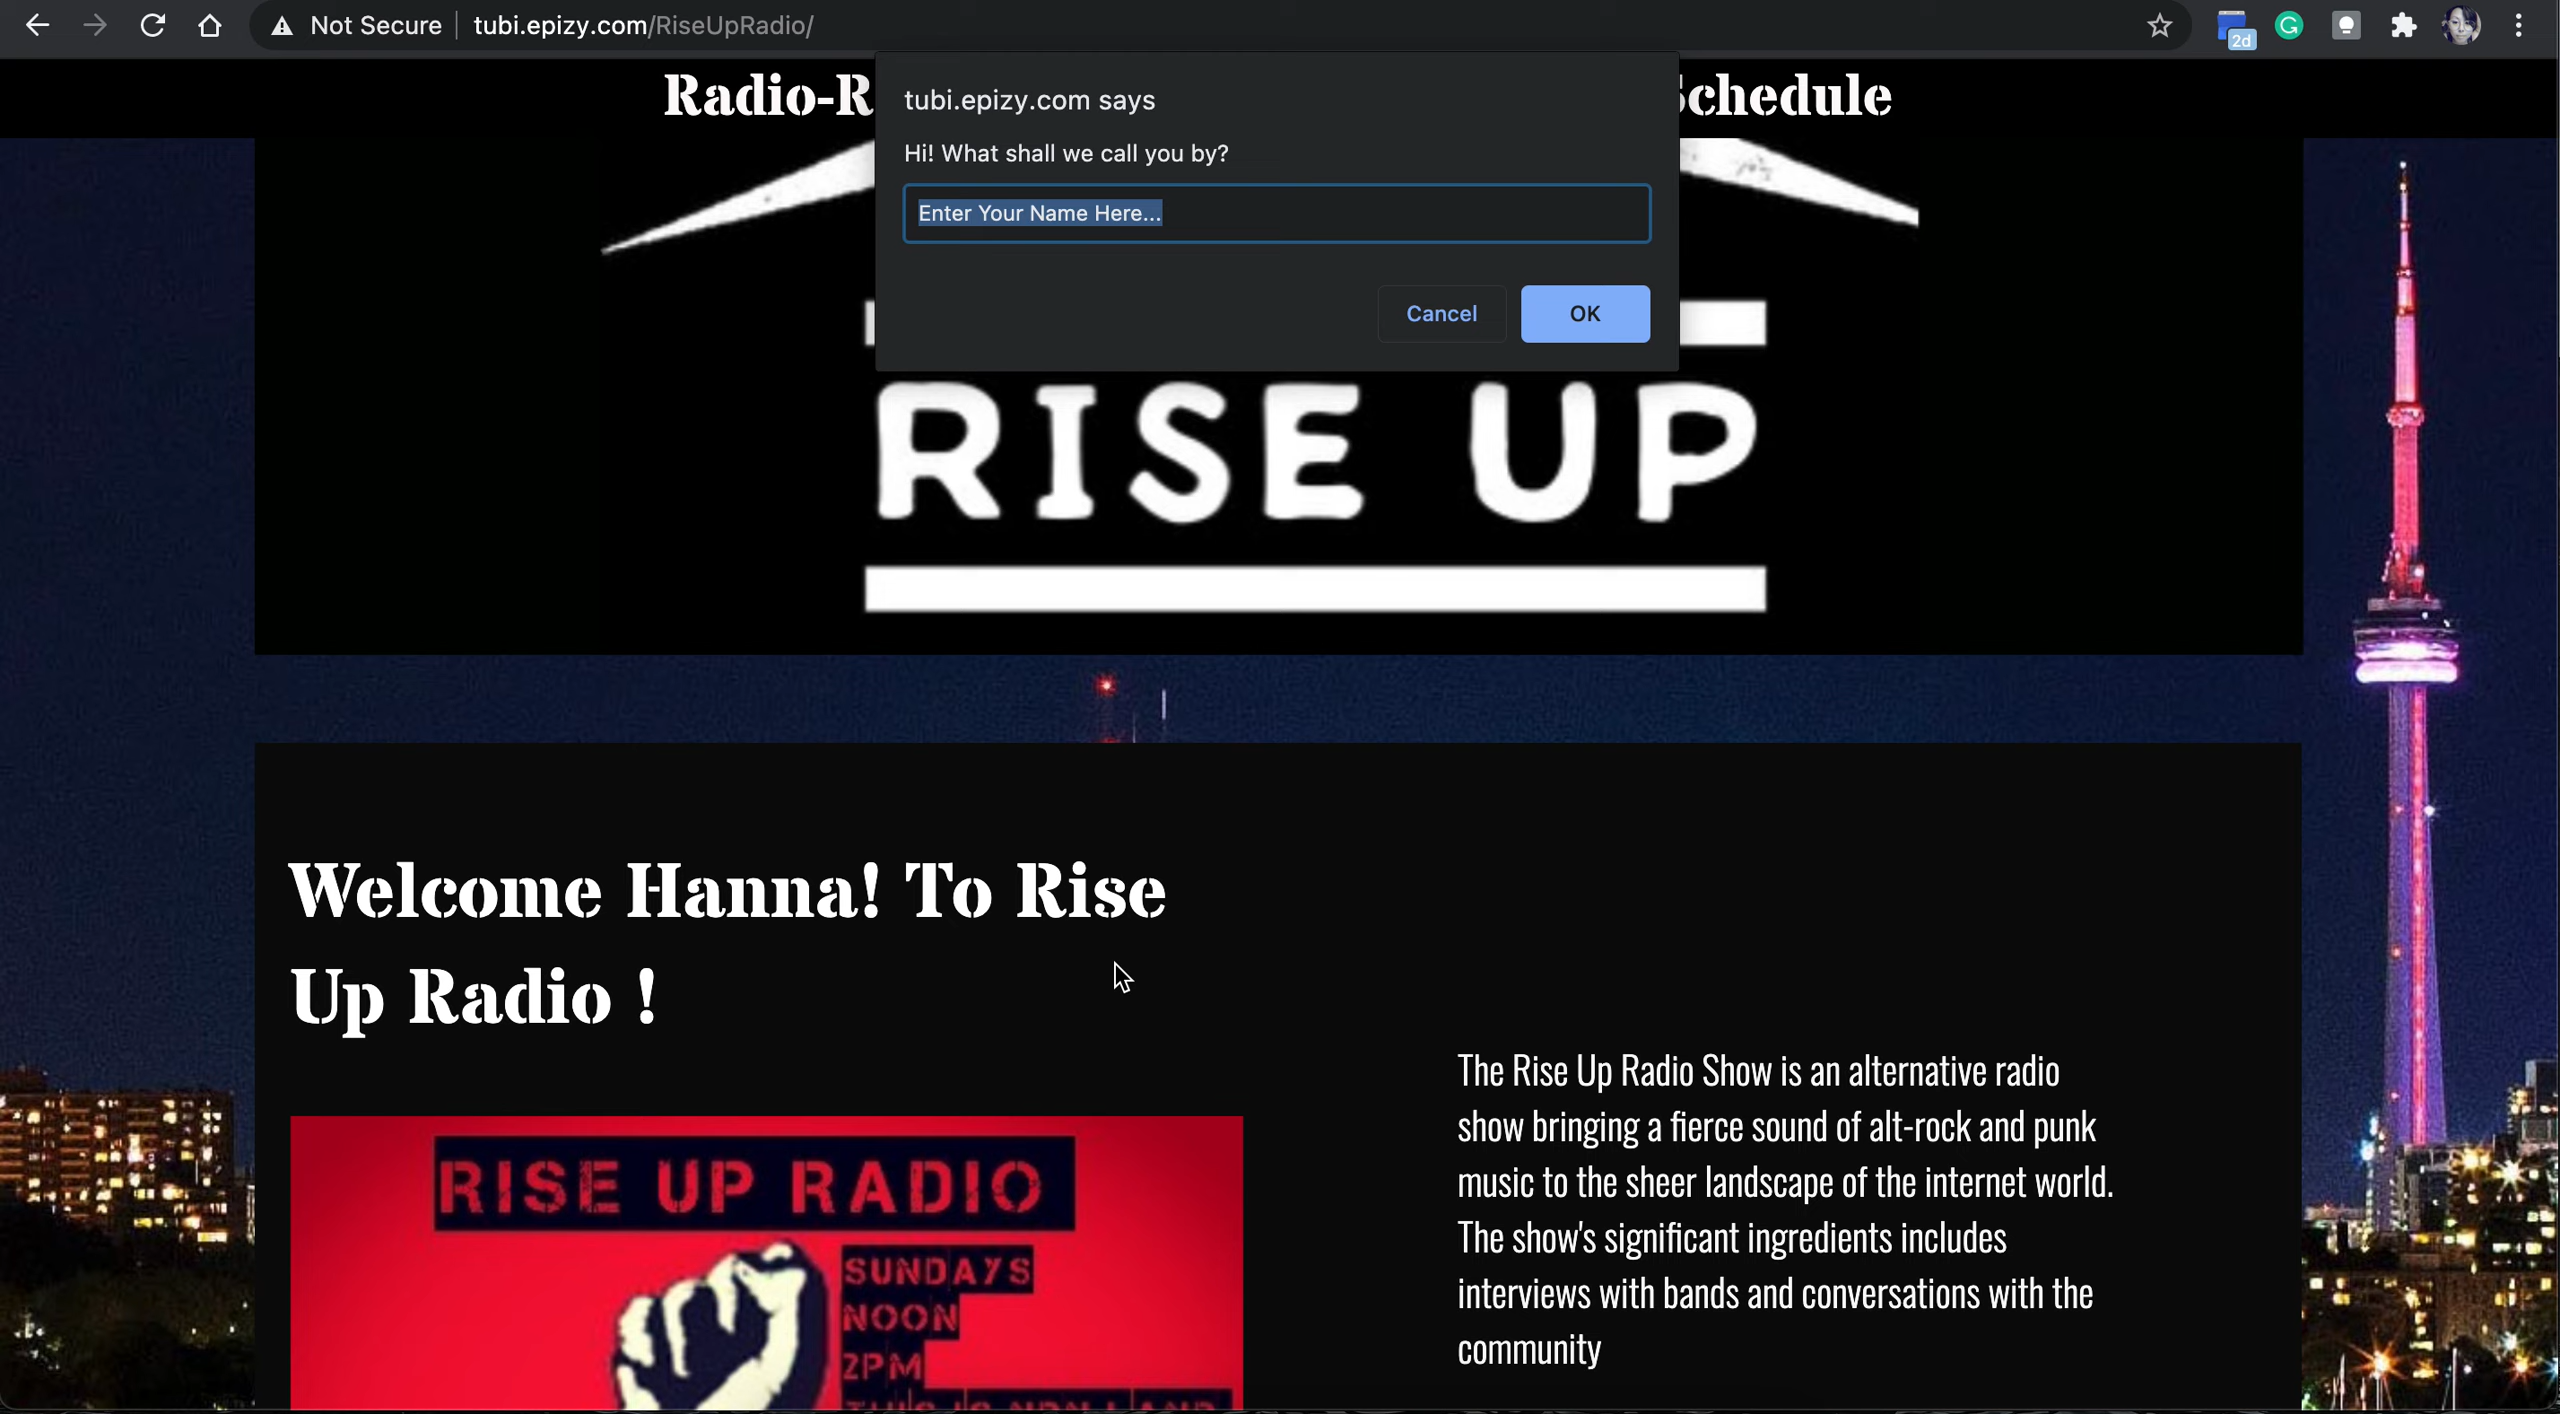 Not Secure
tubi.epizy.com/RiseUpRadio/
2d
Radio-R
chedule
tubi.epizy.com says
Hi! What shall we call you by?
Enter Your Name Here...
Cancel
OK
RISE UP
Welcome Hanna! To Rise
Up Radio !
RISE UP RADIO
SUNDAYS
NOON
2PM
The Rise Up Radio Show is an alternative radio
show bringing a fierce sound of alt-rock and punk
music to the sheer landscape of the internet world.
The show's significant ingredients includes
interviews with bands and conversations with the
community